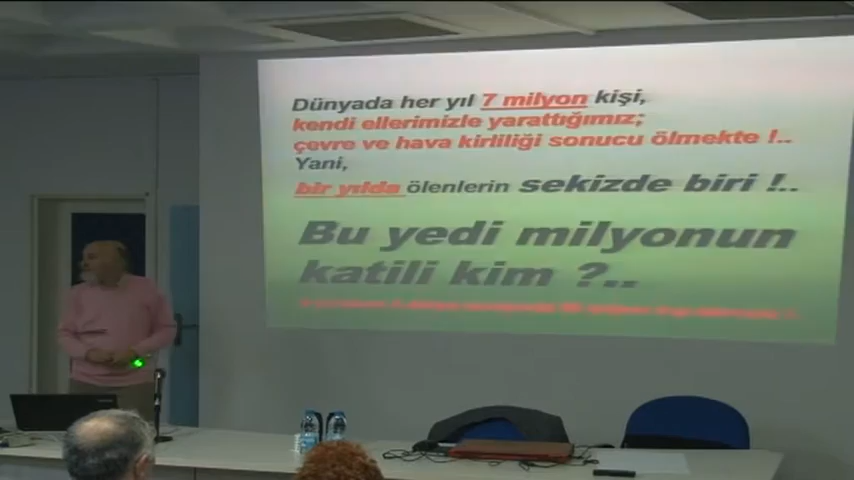 Dünyada her yıl 7 milyon kişi,
kendi ellerimizle yarattığımız;
çevre ve hava kirliliği sonucu ölmekte !..
Yani,
bir yılda ölenlerin sekizde biri !..
Bu yedi milyonun
katili kim ?..